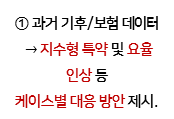 ① 과거 기후/보험 데이터
→ 지수형 특약 및 요율
인상 등
케이스별 대응 방안 제시.